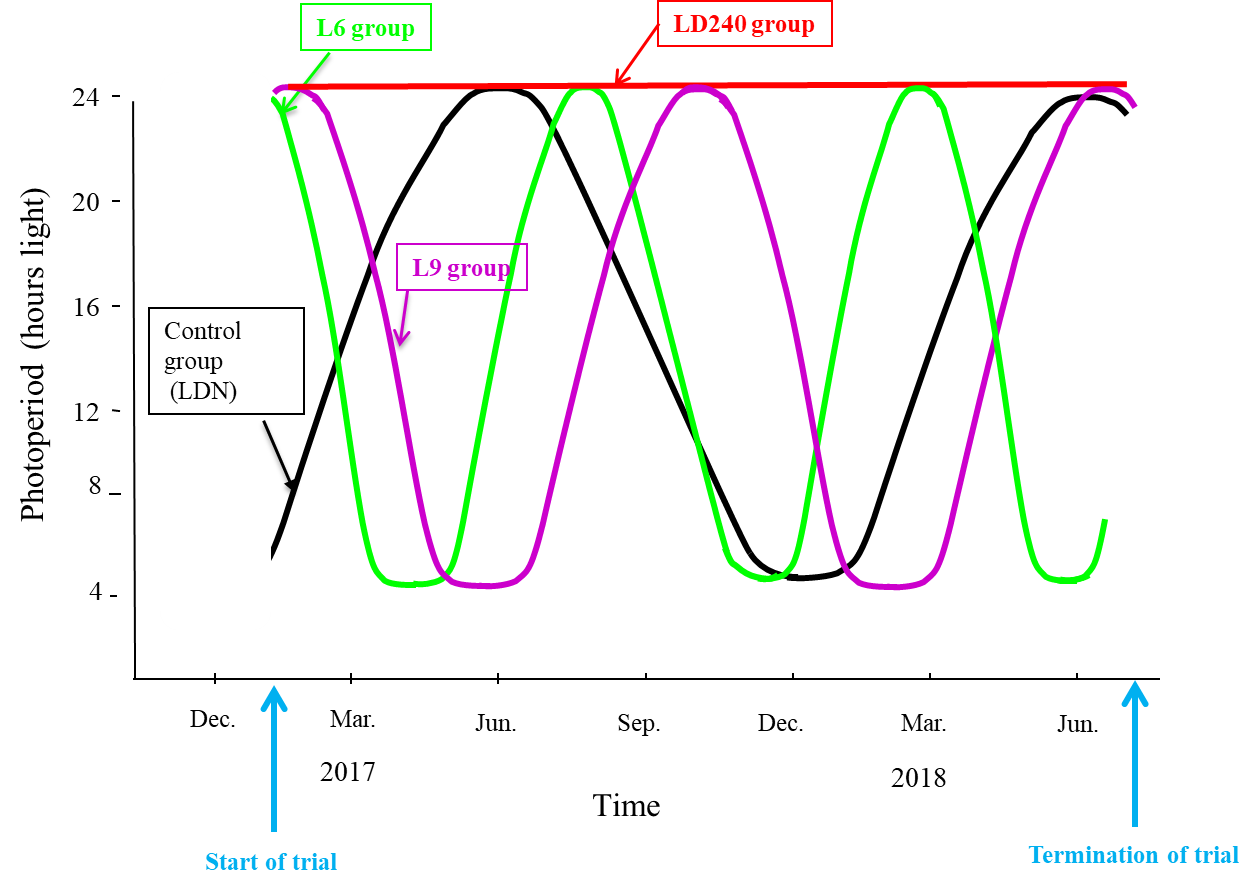 L6 group
LD240 group
24
20
16
12
8
4
Photoperiod (hours light)
L9 group
Control
group
(LDN)
Dec.
Mar.
Jun.
Sep.
Dec.
Mar.
Jun.
2017
2018
Time
Start of trial
Termination of trial